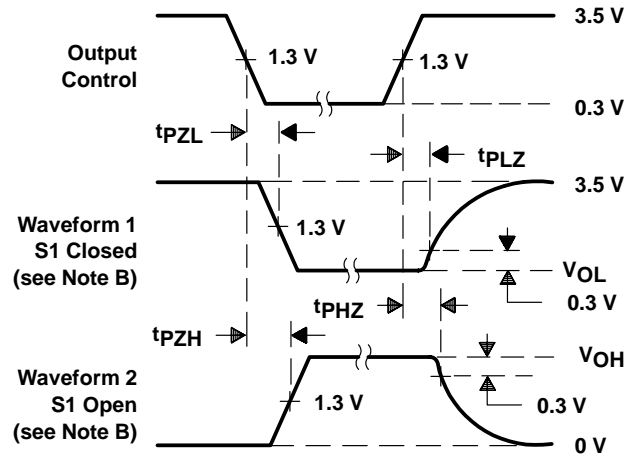 3.5 V
Output
Control
1.3 V
1.3 V
0.3 V
tPZL
tPLZ
3.5 V
Waveform 1
S1 Closed
(see Note B)
1.3 V
VOL
0.3 V
tPHZ
tPZH
VOH
Waveform 2
S1 Open
(see Note B)
1.3 V
0.3 V
0 V